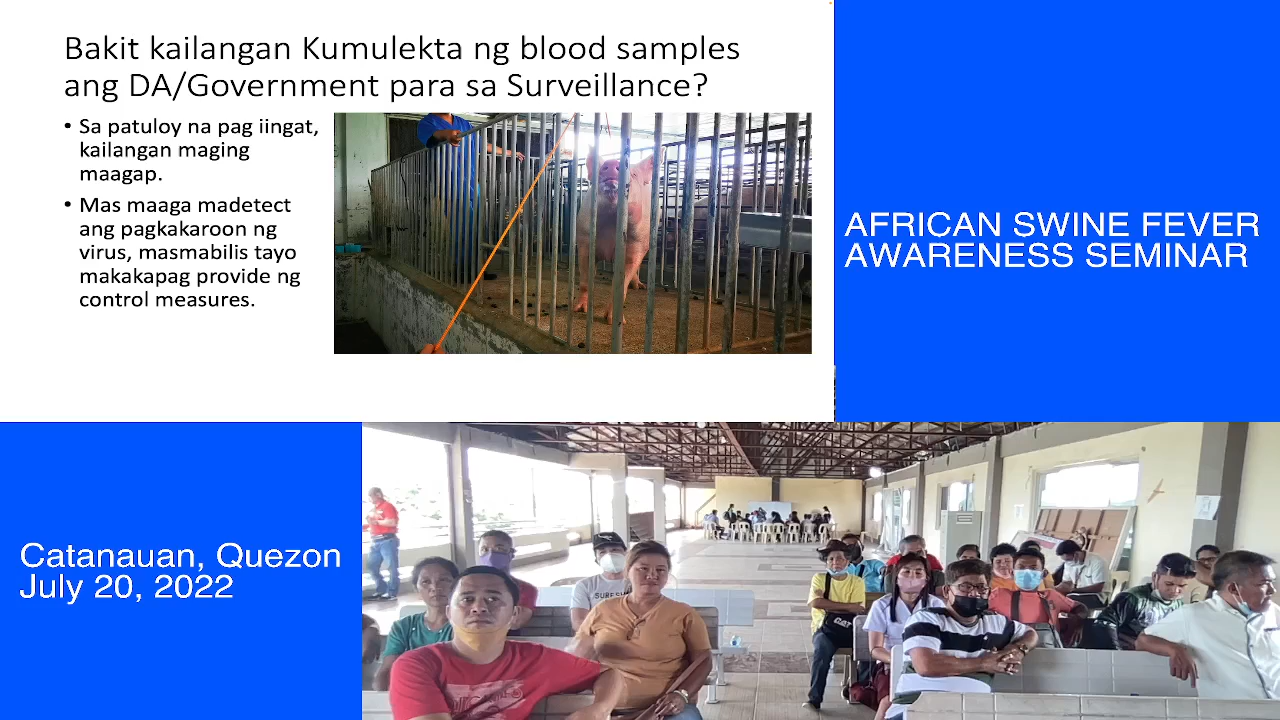 Bakit kailangan Kumulekta ng blood samples
ang DA/Government para sa Surveillance?
• Sa patuloy na pag iingat,
kailangan maging
maagap.
• Mas maaga madetect
ang pagkakaroon ng
virus, masmabilis tayo
makakapag provide ng
control measures.
AFRICAN SWINE FEVER
AWARENESS SEMINAR
Catanauan, Quezon
July 20, 2022
CAT